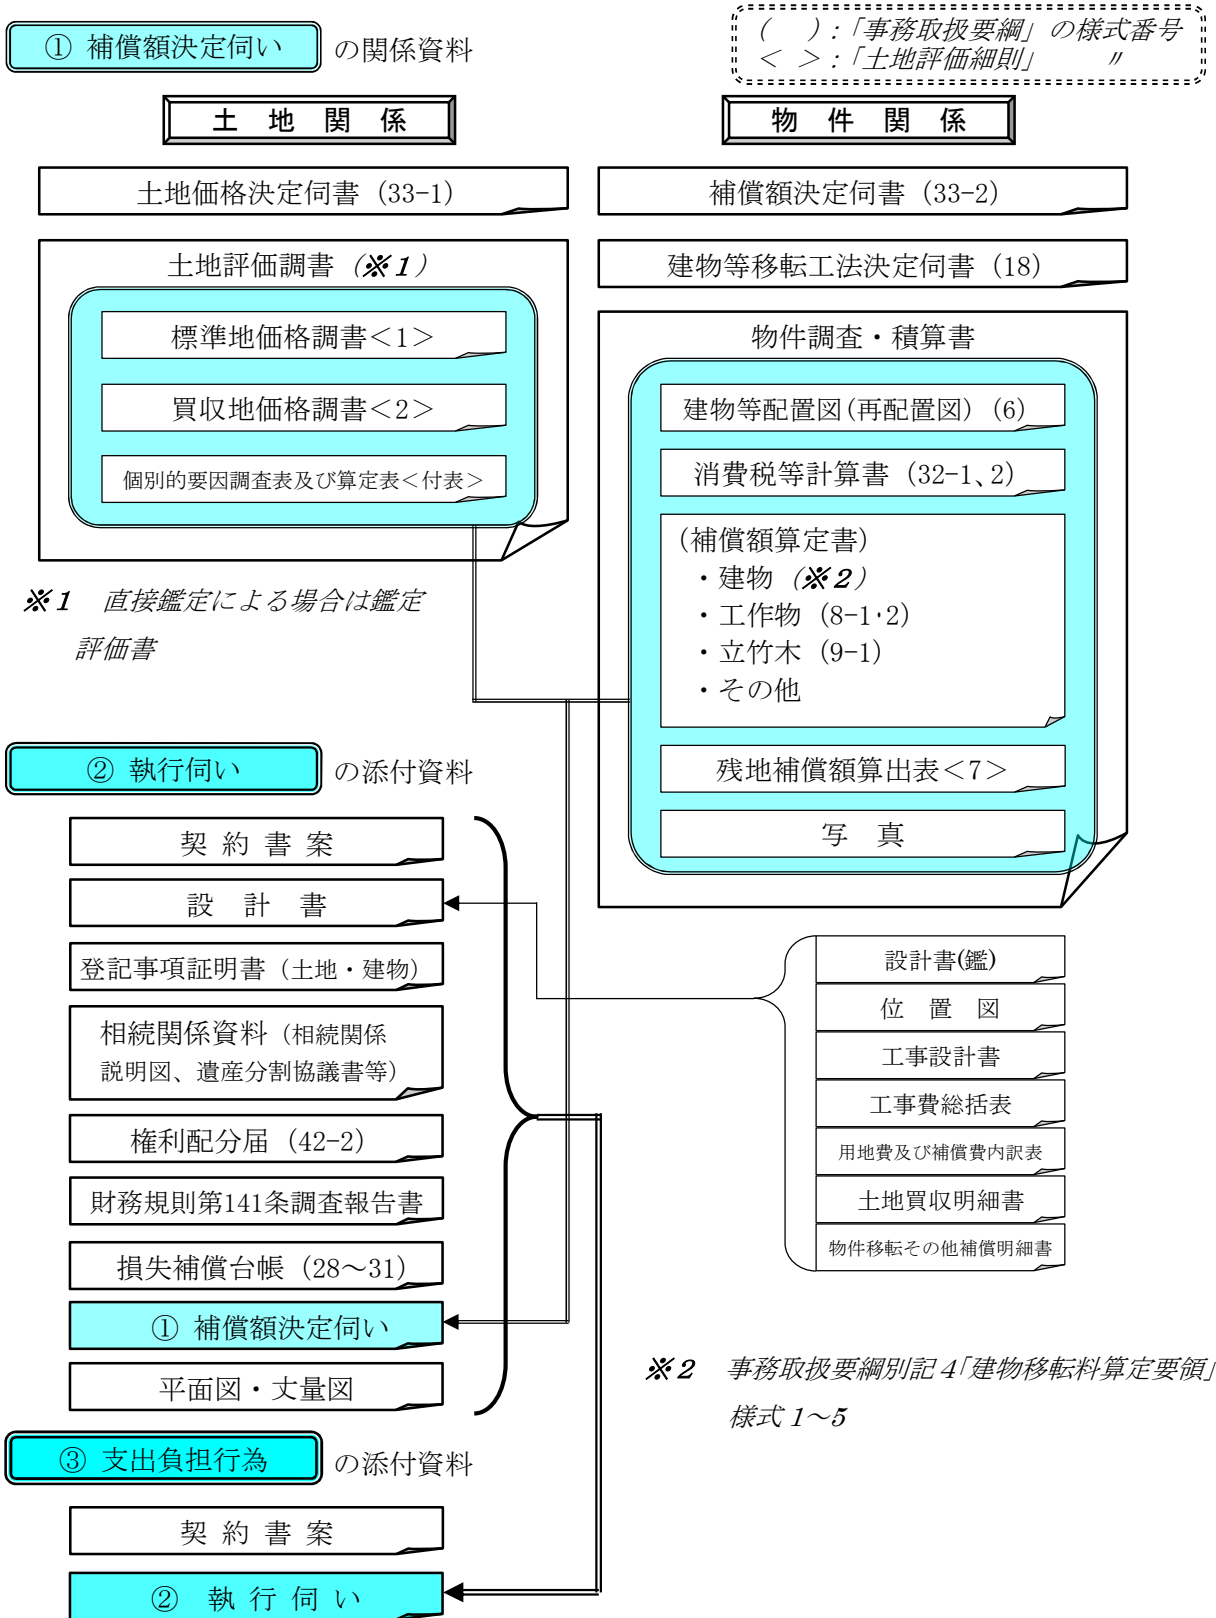 ① 補償額決定伺い の関係資料
( ):「事務取扱要綱」の様式番号
< >:「土地評価細則」 〃
土 地 関 係
土地価格決定伺書 (33-1)
土地評価調書 (※1)
標準地価格調書<1>
買収地価格調書<2>
個別的要因調査表及び算定表<付表>
※1 直接鑑定による場合は鑑定
評価書
物 件 関 係
補償額決定伺書 (33-2)
建物等移転工法決定伺書 (18)
物件調査・積算書
建物等配置図(再配置図) (6)
消費税等計算書 (32-1、2)
(補償額算定書)
・建物 (※2)
・工作物 (8-1・2)
・立竹木 (9-1)
・その他
残地補償額算出表<7>
写 真
② 執行伺い の添付資料
契 約 書 案
設 計 書
登記事項証明書 (土地・建物)
相続関係資料 (相続関係
説明図、遺産分割協議書等)
権利配分届 (42-2)
財務規則第141条調査報告書
損失補償台帳 (28~31)
① 補償額決定伺い
平面図・丈量図
設計書(鑑)
位 置 図
工事設計書
工事費総括表
用地費及び補償費内訳表
土地買収明細書
物件移転その他補償明細書
※2 事務取扱要綱別記4「建物移転料算定要領」
様式1~5
③ 支出負担行為 の添付資料
契 約 書 案
② 執 行 伺 い